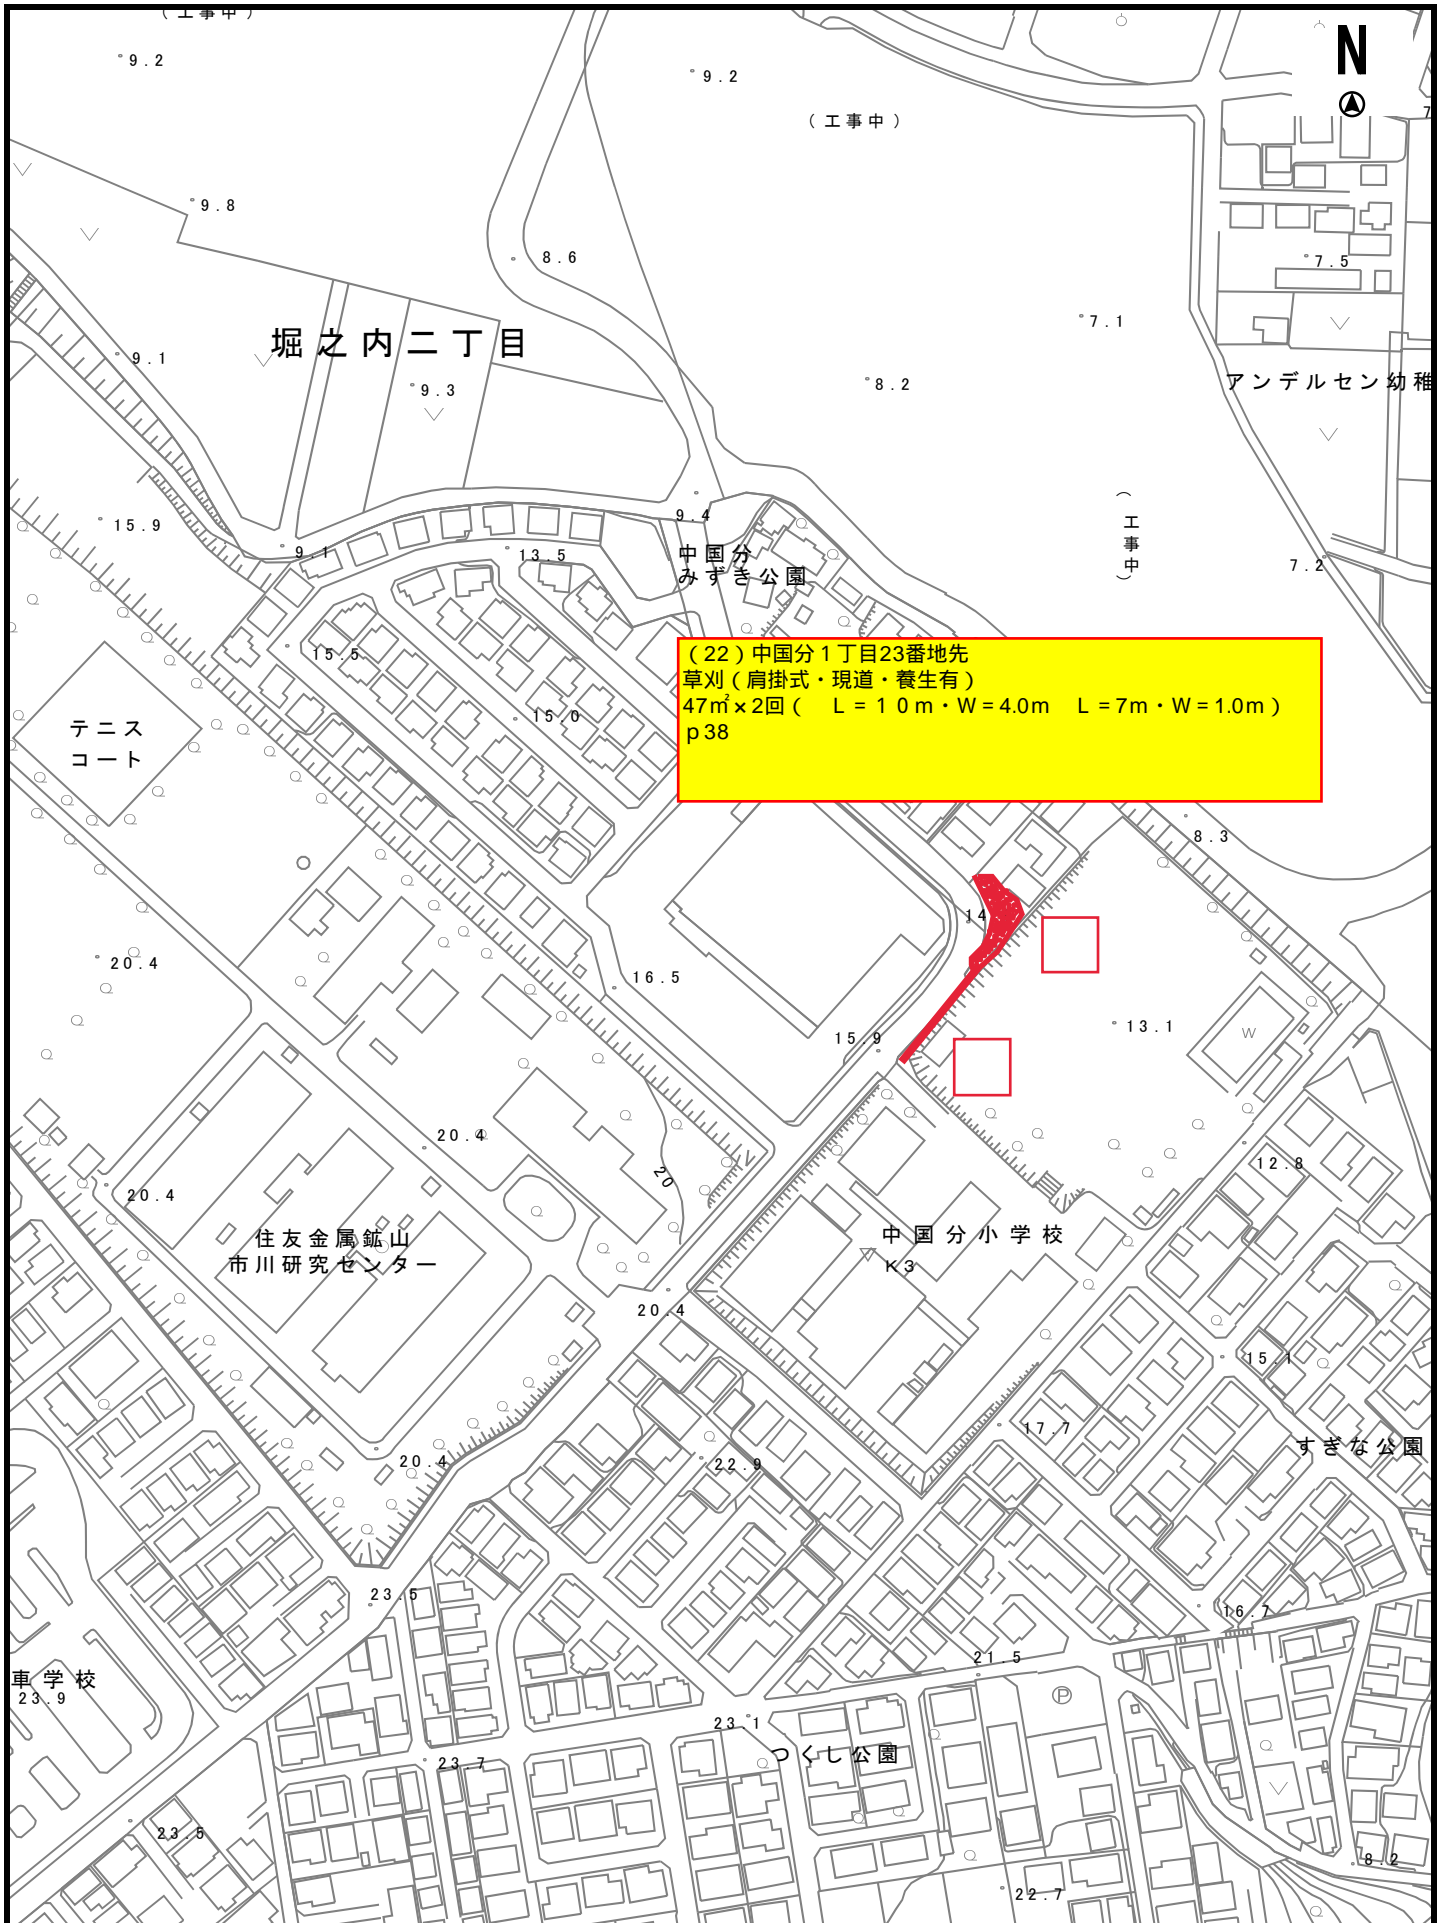 （工事中）
N
9.2
9.2
（工事中）
9.8
8.6
7.5
7.1
堀之内二丁目
9.1
9.3
8.2
アンデルセン幼稚
15.9
9.4
（工事中）
9.1
13.5
中国分
みずき公園
7.2
15.5
（22）中国分１丁目23番地先
草刈（肩掛式・現道・養生有）
47㎡×2回（　Ｌ＝１０ｍ・Ｗ＝4.0ｍ　Ｌ＝7ｍ・Ｗ＝1.0ｍ）
ｐ38
15.0
テニス
コート
8.3
14
20.4
16.5
13.1
15.9
W
20.4
12.8
20.4
20
住友金属鉱山
市川研究センター
中国分小学校
K3
20.4
15.1
17.7
すぎな公園
20.4
22.9
23.5
16.7
21.5
車学校
23.9
P
23.1
つくし公園
23.7
23.5
8.2
22.7